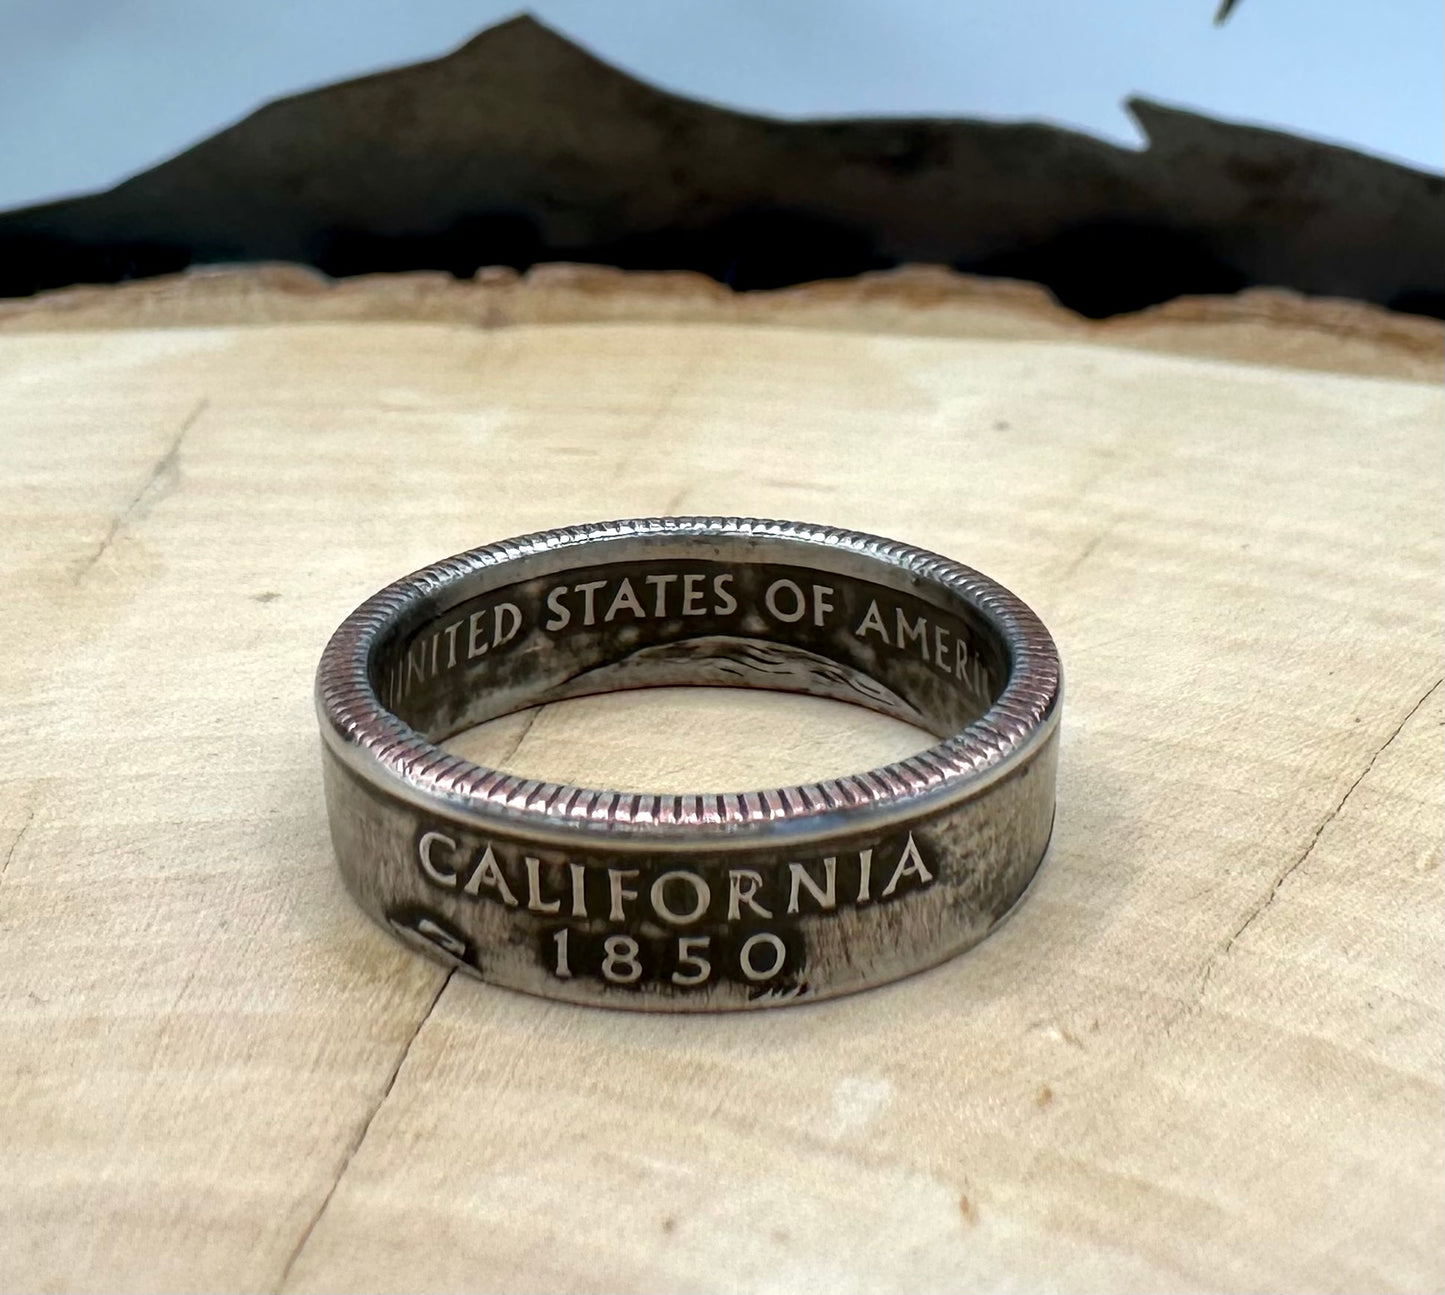 UNITED STATES OF AMERI
CALIFORNIA
1850